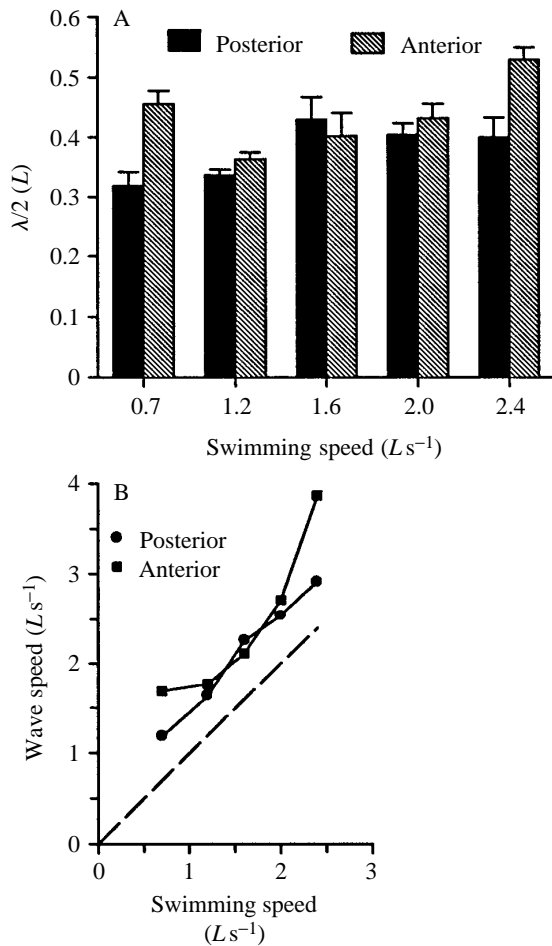 A
Posterior
Anterior
0.6
0.5
0.4
0.3
0.2
0.1
0
λ/2 (L)
0.7 1.2 1.6 2.0 2.4
Swimming speed (L s⁻¹)
B
Posterior
Anterior
4
3
2
1
0
Wave speed (L s⁻¹)
0 1 2 3
Swimming speed
(L s⁻¹)